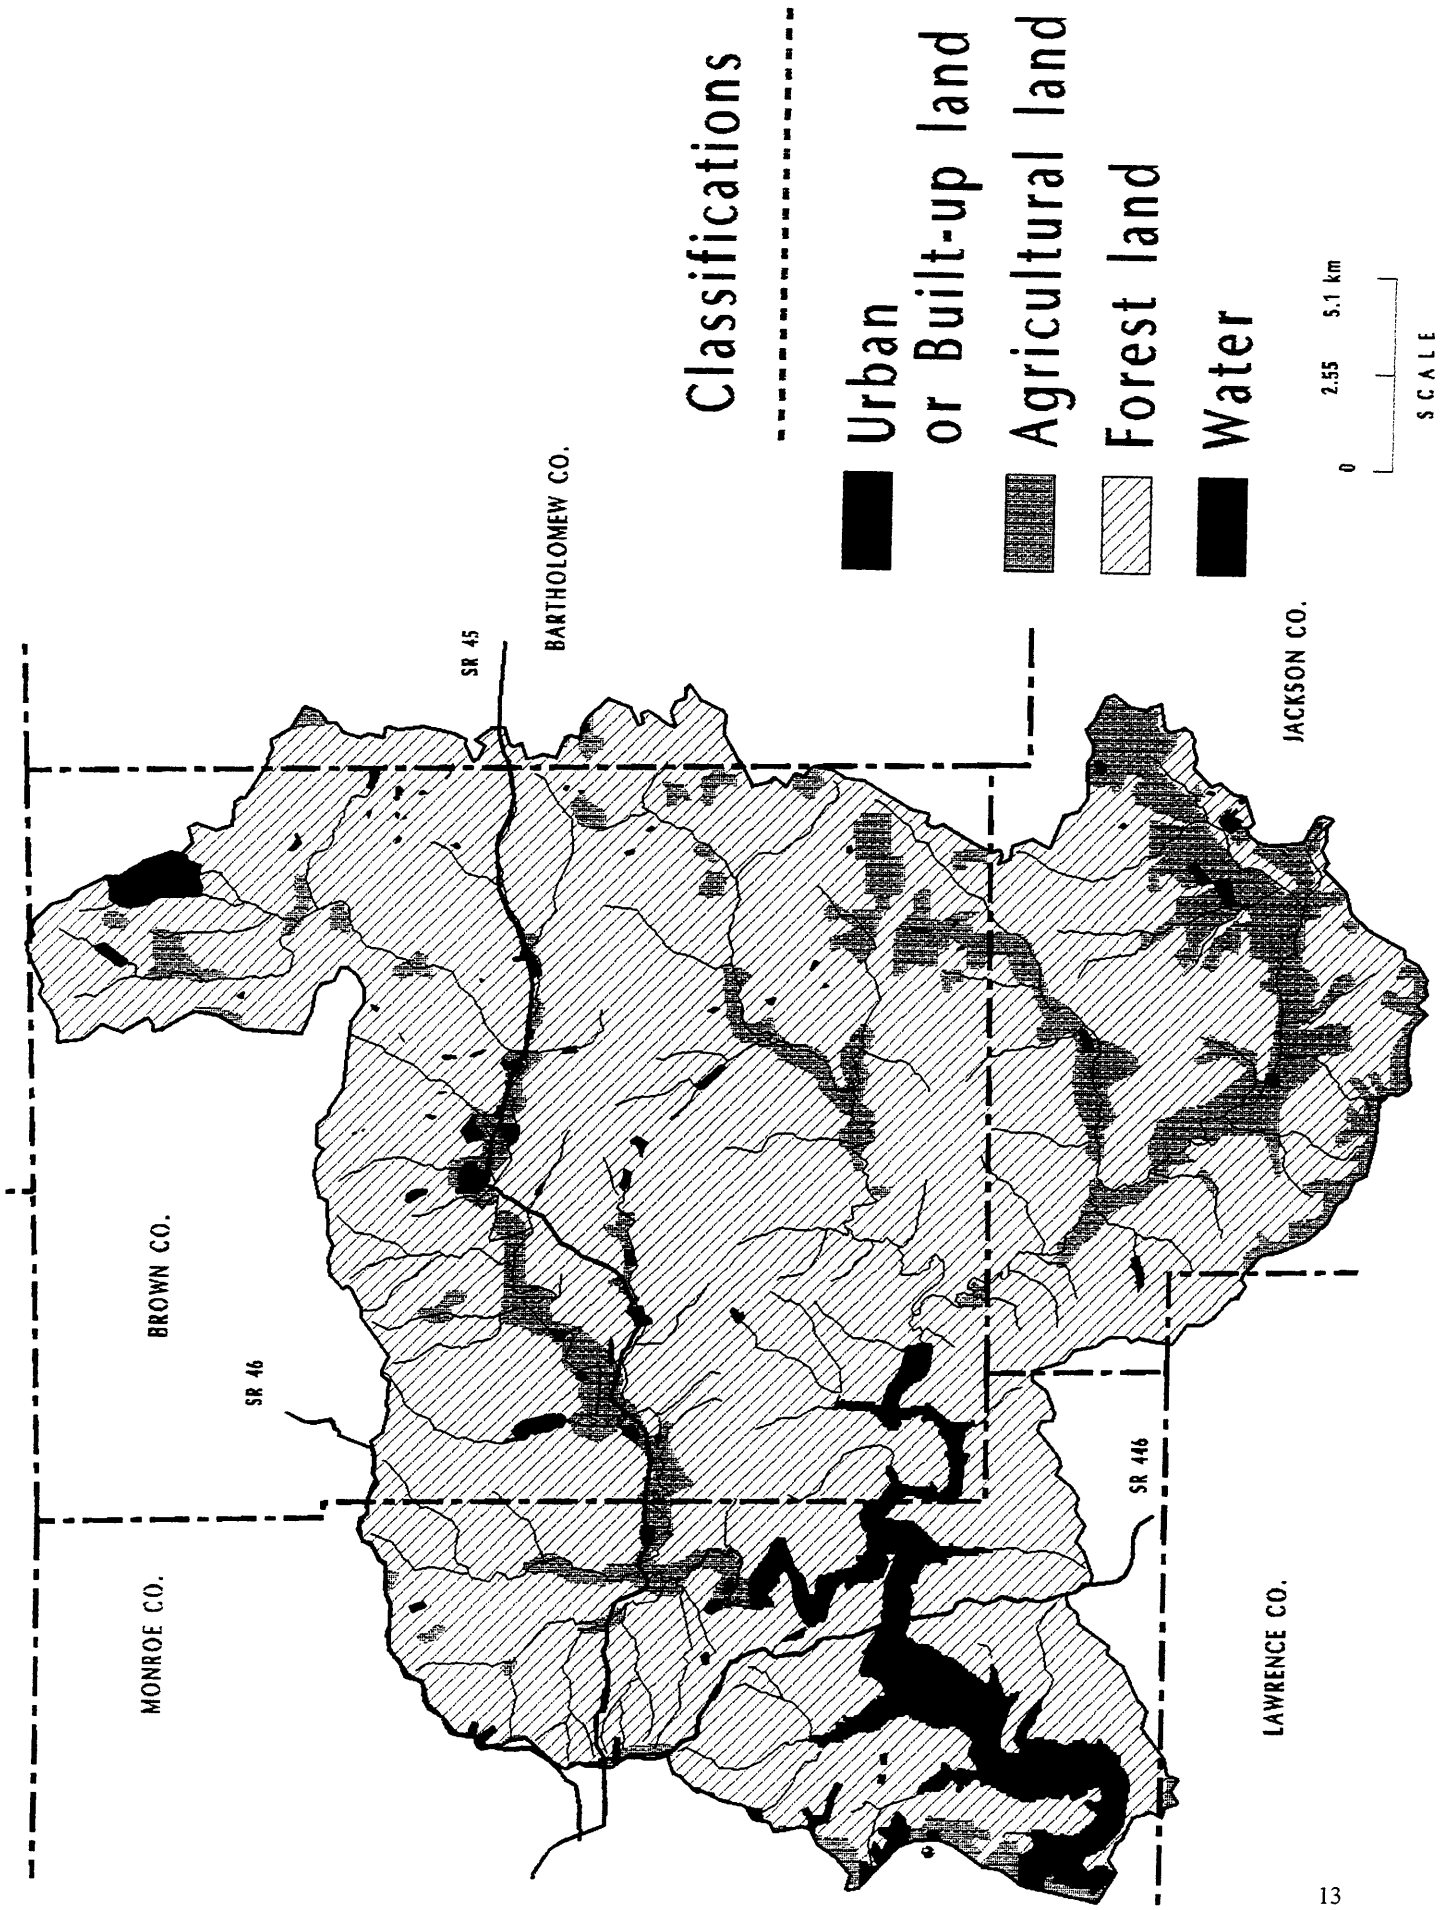 Classifications
Urban
or Built-up land
Agricultural land
Forest land
Water
0 2.55 5.1 km
SCALE
MONROE CO.
BROWN CO.
SR 46
SR 45
BARTHOLOMEW CO.
SR 446
LAWRENCE CO.
JACKSON CO.
13